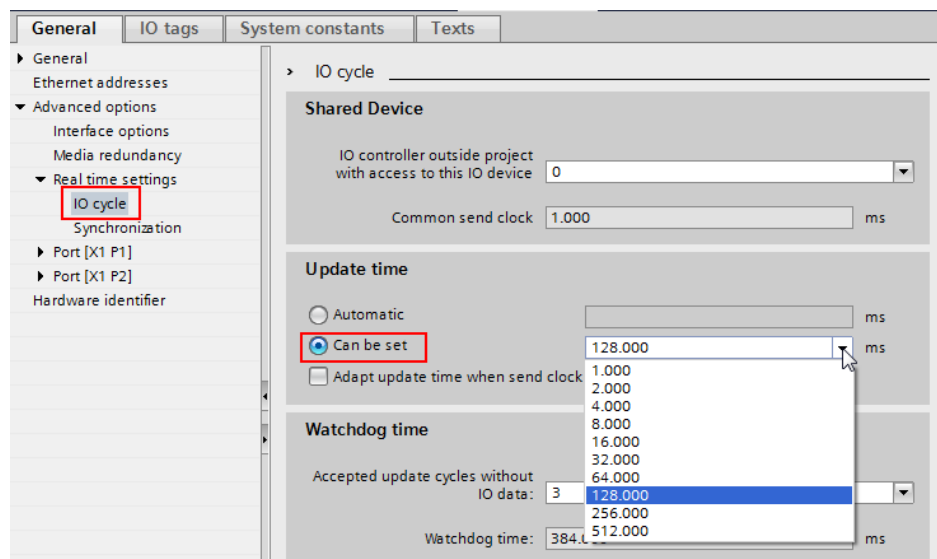 General IO tags System constants Texts
General
Ethernet addresses
Advanced options
Interface options
Media redundancy
Real time settings
IO cycle
Synchronization
Port [X1 P1]
Port [X1 P2]
Hardware identifier
IO cycle
Shared Device
IO controller outside project
with access to this IO device 0
Common send clock 1.000 ms
Update time
Automatic ms
Can be set 128.000 ms
Adapt update time when send clock
1.000
2.000
4.000
8.000
16.000
32.000
64.000
128.000
256.000
512.000
Watchdog time
Accepted update cycles without
IO data: 3
Watchdog time: 384. ms